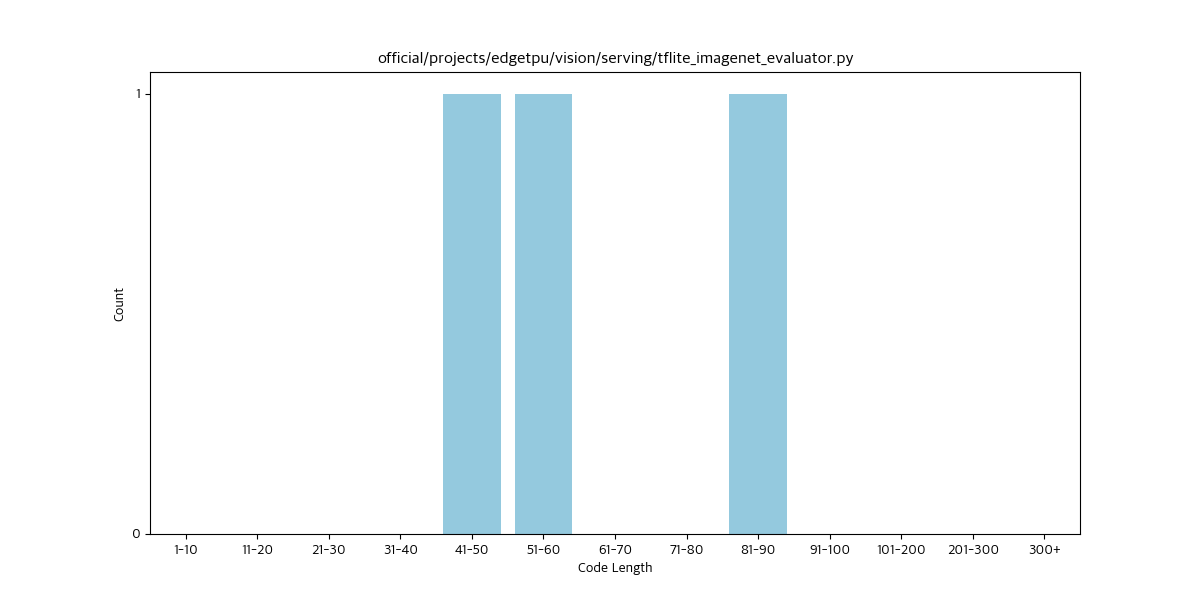 official/projects/edgetpu/vision/serving/tflite_imagenet_evaluator.py
1
Count
0
1-10 11-20 21-30 31-40 41-50 51-60 61-70 71-80 81-90 91-100 101-200 201-300 300+
Code Length